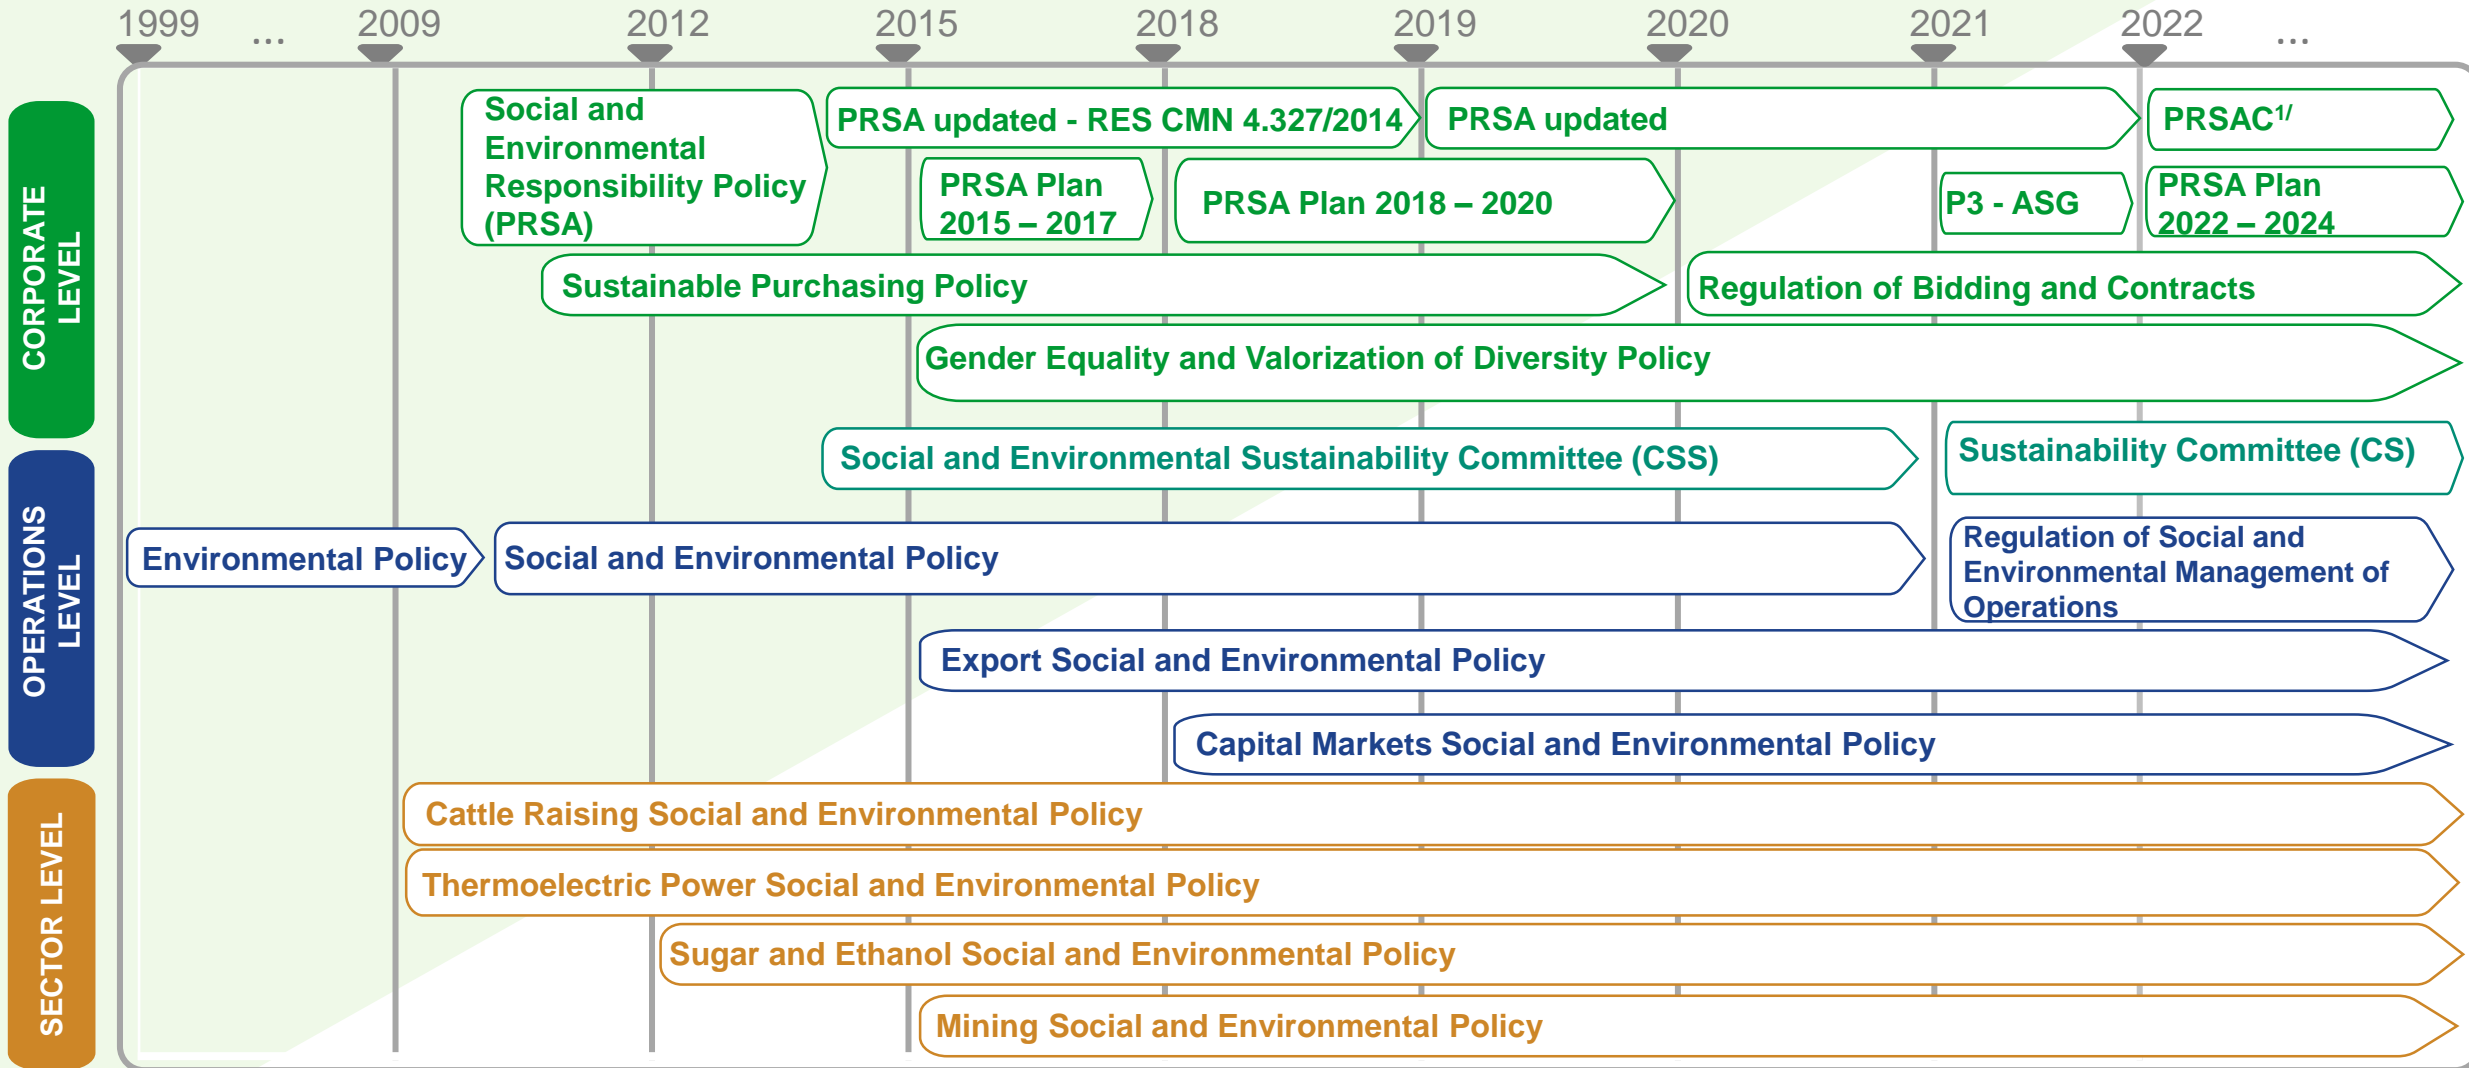 1999 ... 2009 2012 2015 2018 2019 2020 2021 2022 ...
CORPORATE
LEVEL
Social and
Environmental
Responsibility Policy
(PRSA)
PRSA updated - RES CMN 4.327/2014
PRSA updated
PRSAC1/
PRSA Plan
2015 – 2017
PRSA Plan 2018 – 2020
P3 - ASG
PRSA Plan
2022 – 2024
Sustainable Purchasing Policy
Regulation of Bidding and Contracts
Gender Equality and Valorization of Diversity Policy
Social and Environmental Sustainability Committee (CSS)
Sustainability Committee (CS)
OPERATIONS
LEVEL
Environmental Policy
Social and Environmental Policy
Regulation of Social and
Environmental Management of
Operations
Export Social and Environmental Policy
Capital Markets Social and Environmental Policy
SECTOR LEVEL
Cattle Raising Social and Environmental Policy
Thermoelectric Power Social and Environmental Policy
Sugar and Ethanol Social and Environmental Policy
Mining Social and Environmental Policy